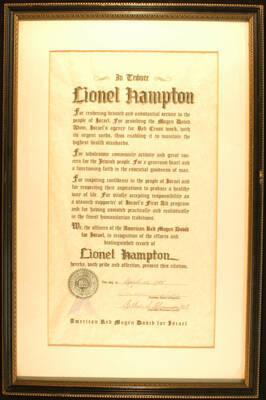 In Tribute
Lionel Hampton
For rendering devoted and substantial service to the
people of Israel. For providing the Mogen David
Adom, Israel's agency for Red Cross work, with
its urgent needs, thus enabling it to maintain the
highest health standards.
For wholesome community activity and great con-
cern for the Jewish people. For a generous heart and
a functioning faith in the essential goodness of man.
For inspiring confidence in the people of Israel and
for respecting their aspirations to produce a healthy
way of life. For vitally accepting responsibility as
a staunch supporter of Israel's First Aid program
and for having assisted practically and realistically
in the finest humanitarian traditions.
We, the officers of the American Red Mogen David
for Israel, in recognition of the efforts and
distinguished record of
Lionel Hampton
hereby, with pride and affection, present this citation.
American Red Mogen David for Israel